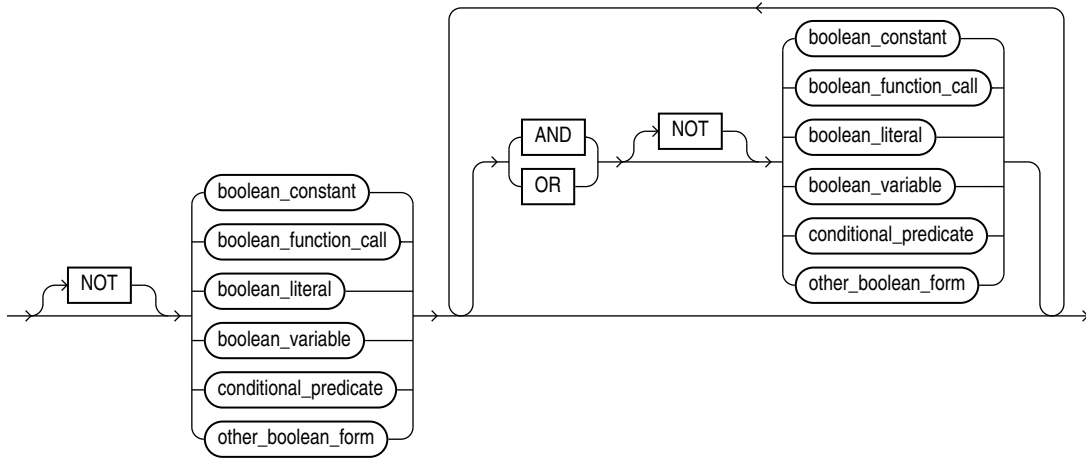 NOT
boolean_constant
boolean_function_call
boolean_literal
boolean_variable
conditional_predicate
other_boolean_form
AND
OR
NOT
boolean_constant
boolean_function_call
boolean_literal
boolean_variable
conditional_predicate
other_boolean_form